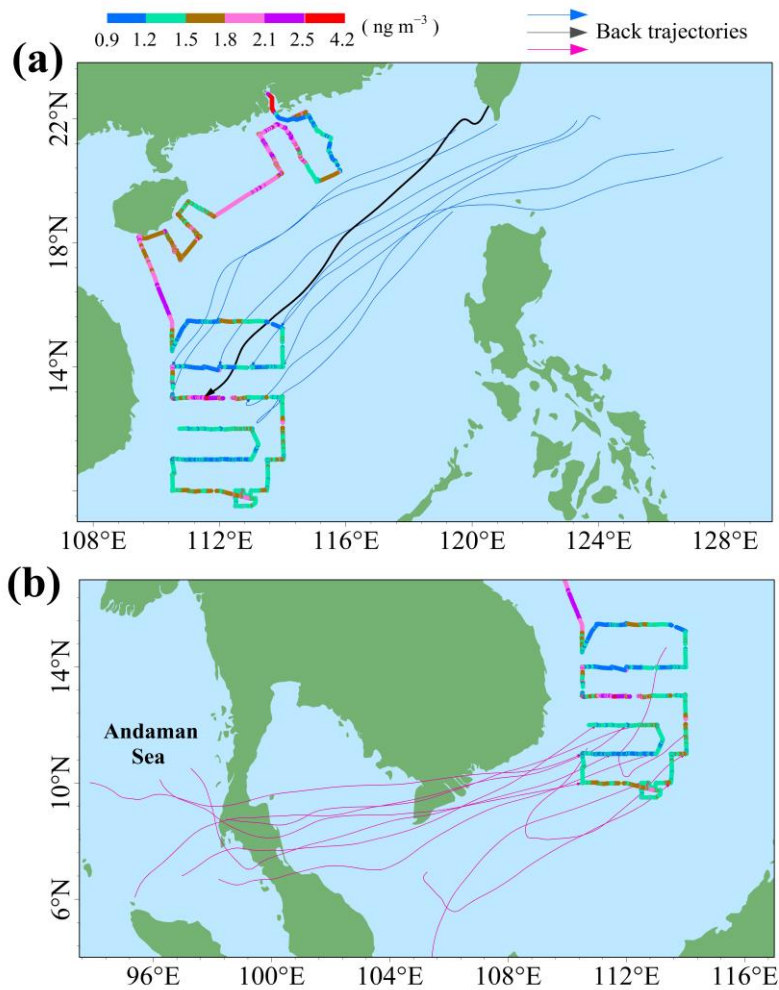 0.9 1.2 1.5 1.8 2.1 2.5 4.2 ( ng m⁻³ )
Back trajectories
(a)
22°N
18°N
14°N
108°E 112°E 116°E 120°E 124°E 128°E
(b)
14°N
10°N
6°N
Andaman
Sea
96°E 100°E 104°E 108°E 112°E 116°E